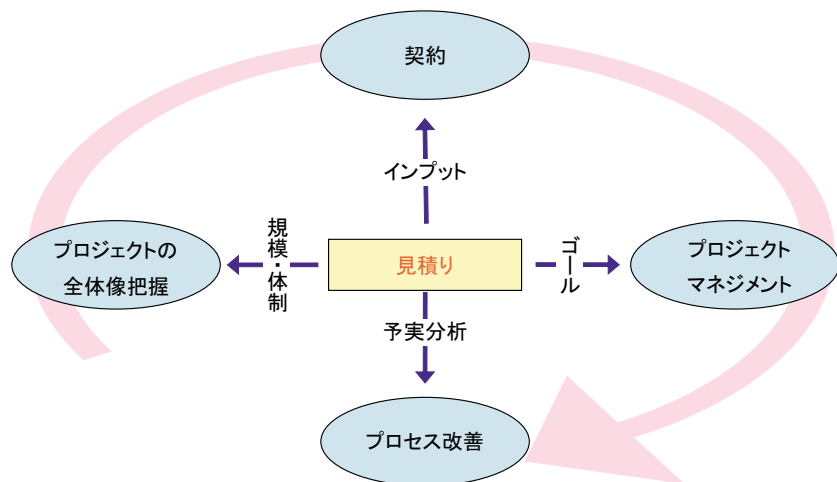 契約
インプット
プロジェクトの
全体像把握
規模・体制
見積り
ゴール
プロジェクト
マネジメント
予実分析
プロセス改善